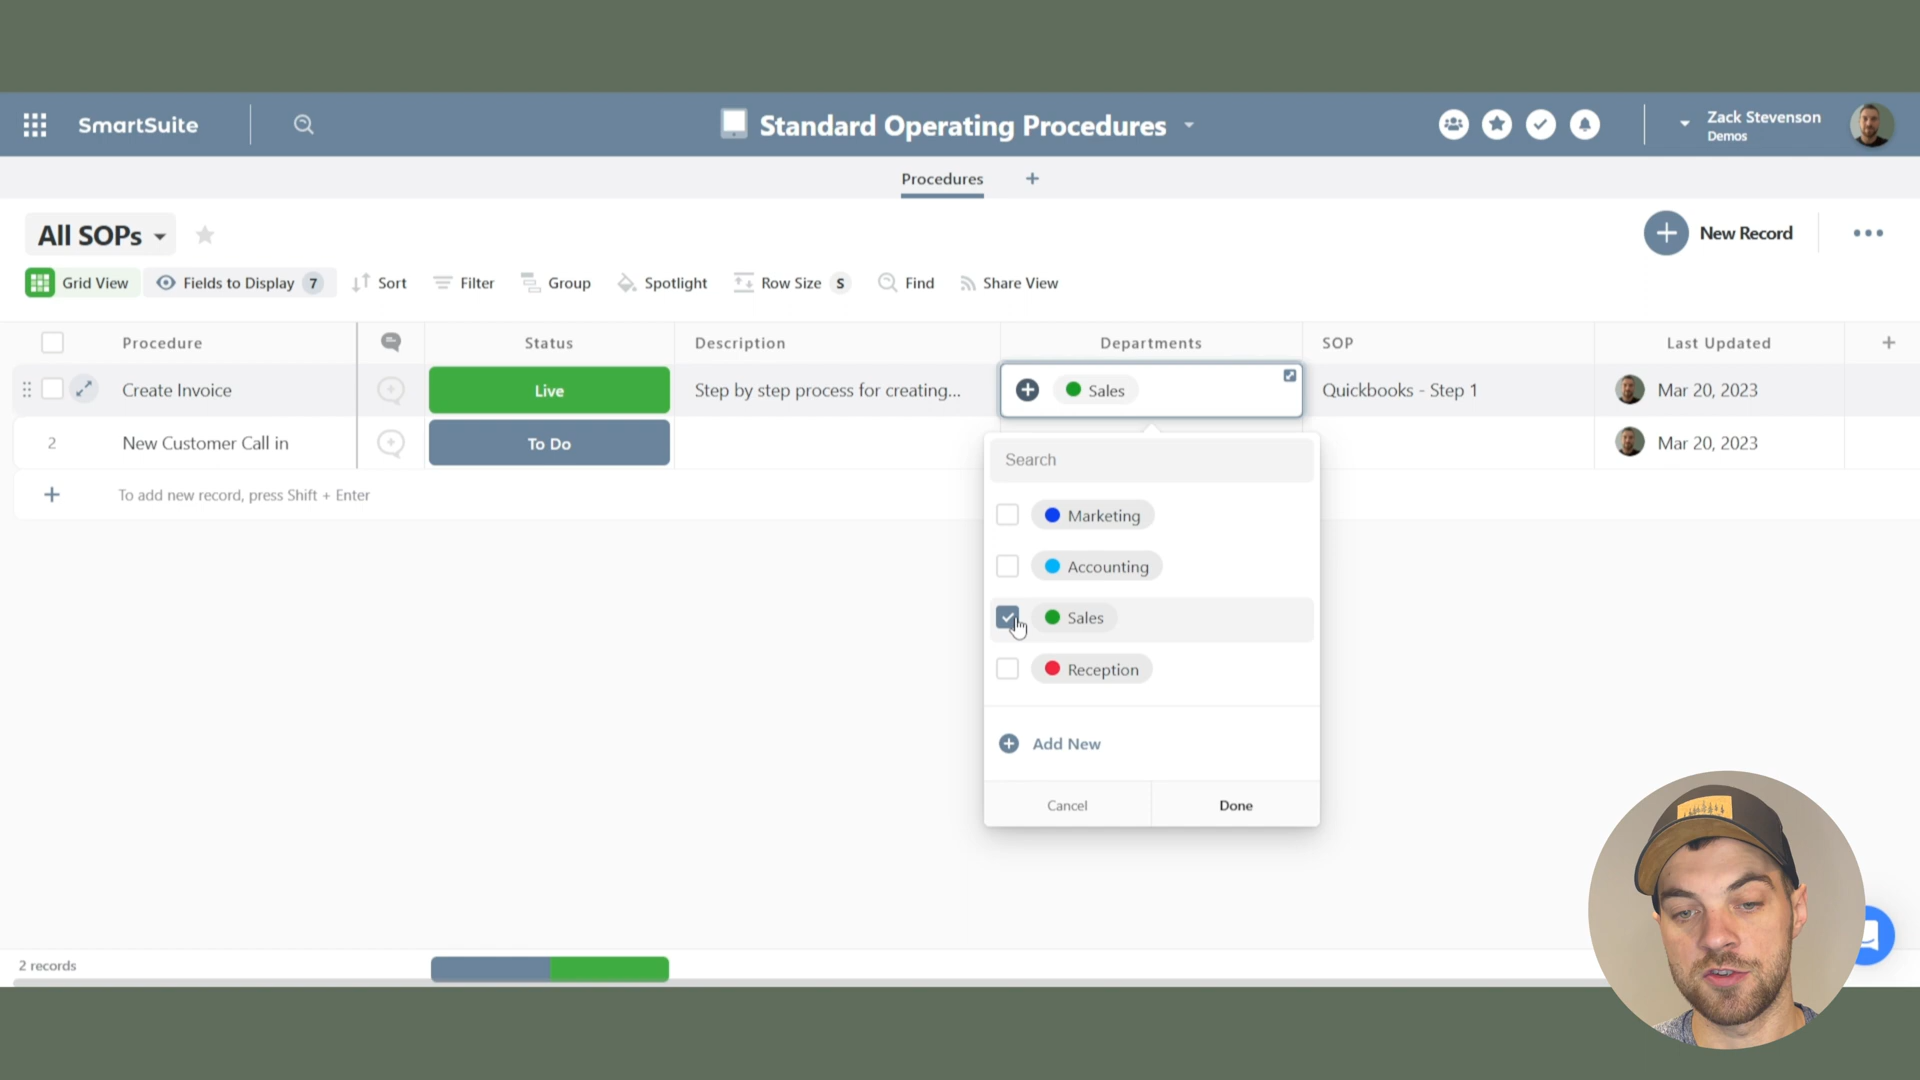 SmartSuite
Standard Operating Procedures
Zack Stevenson
Demos
Procedures
All SOPs
New Record
Grid View
Fields to Display 7
Sort
Filter
Group
Spotlight
Row Size S
Find
Share View
Procedure
Status
Description
Departments
SOP
Last Updated
Create Invoice
Live
Step by step process for creating...
Sales
Quickbooks - Step 1
Mar 20, 2023
2
New Customer Call in
To Do
Mar 20, 2023
To add new record, press Shift + Enter
Search
Marketing
Accounting
Sales
Reception
Add New
Cancel
Done
2 records